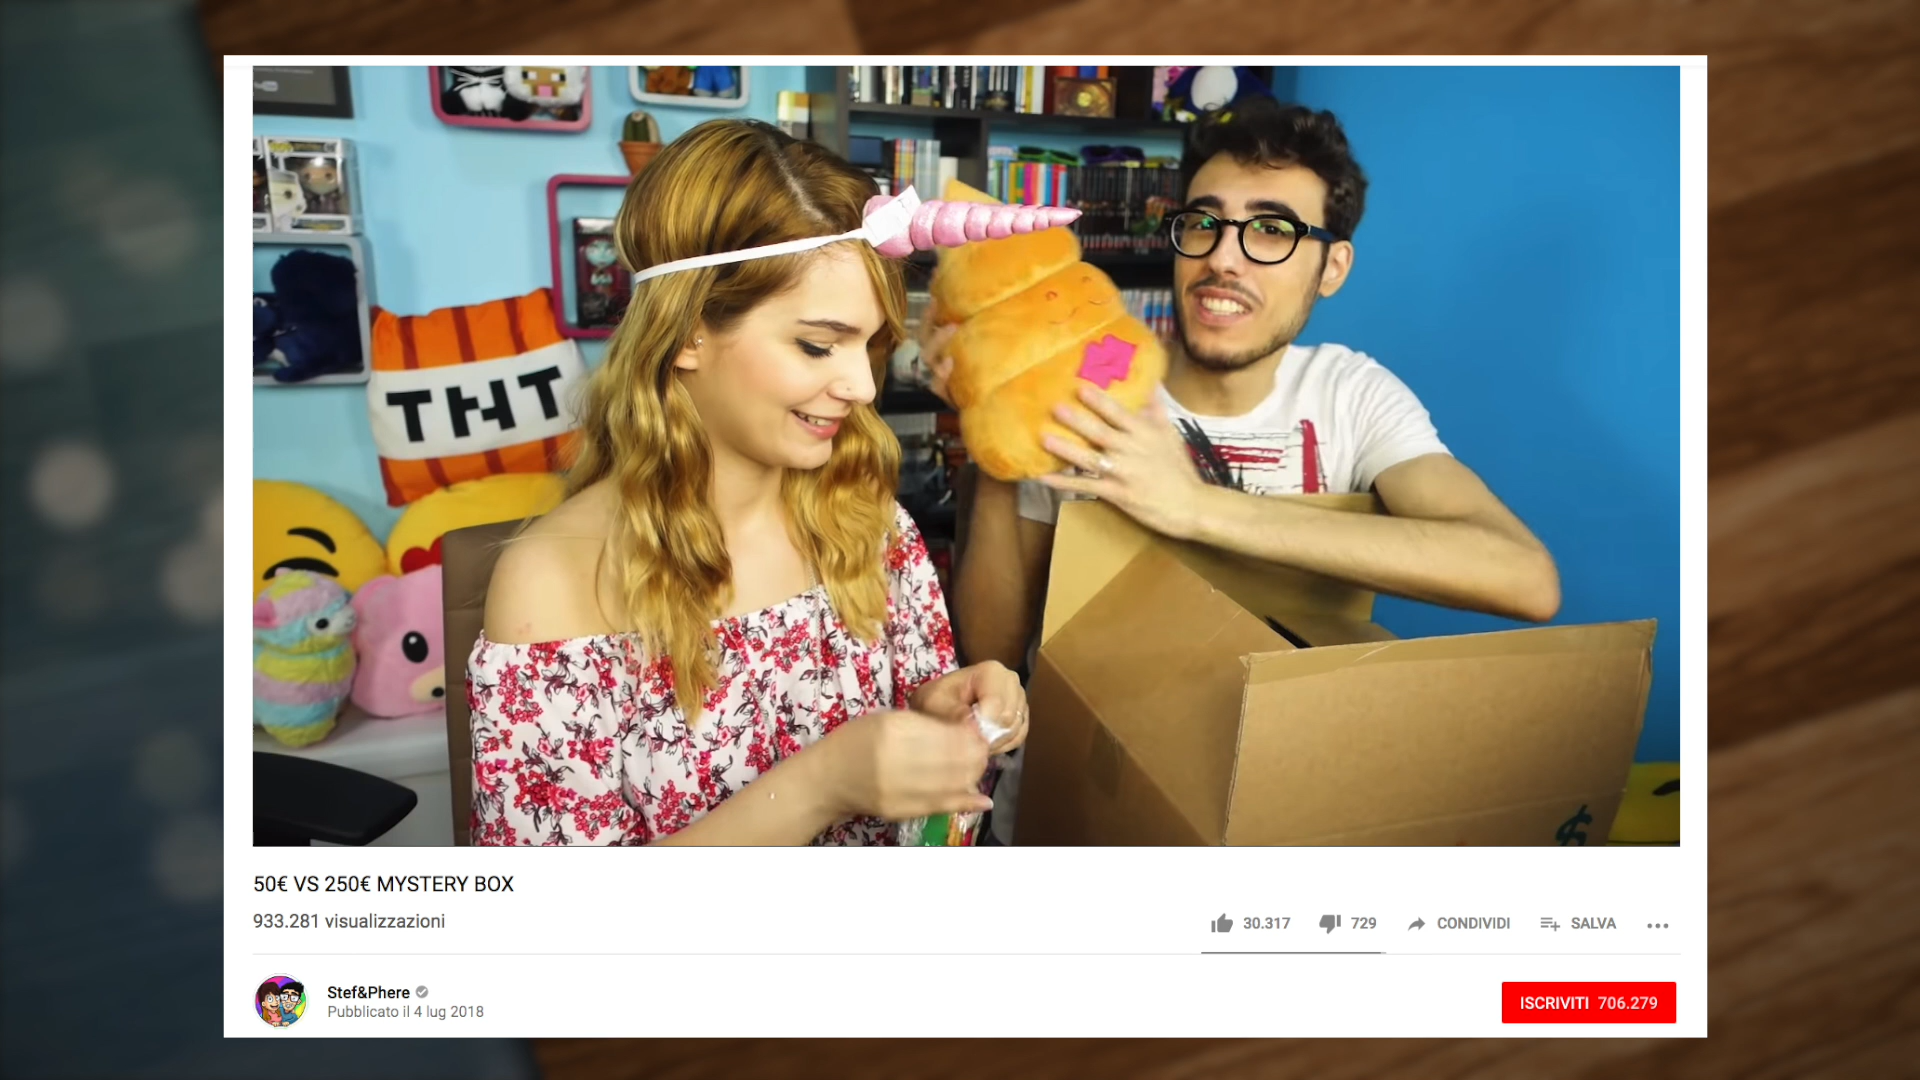 THT
$
50€ VS 250€ MYSTERY BOX
933.281 visualizzazioni
30.317 729 CONDIVIDI SALVA
Stef&Phere
Pubblicato il 4 lug 2018
ISCRIVITI 706.279